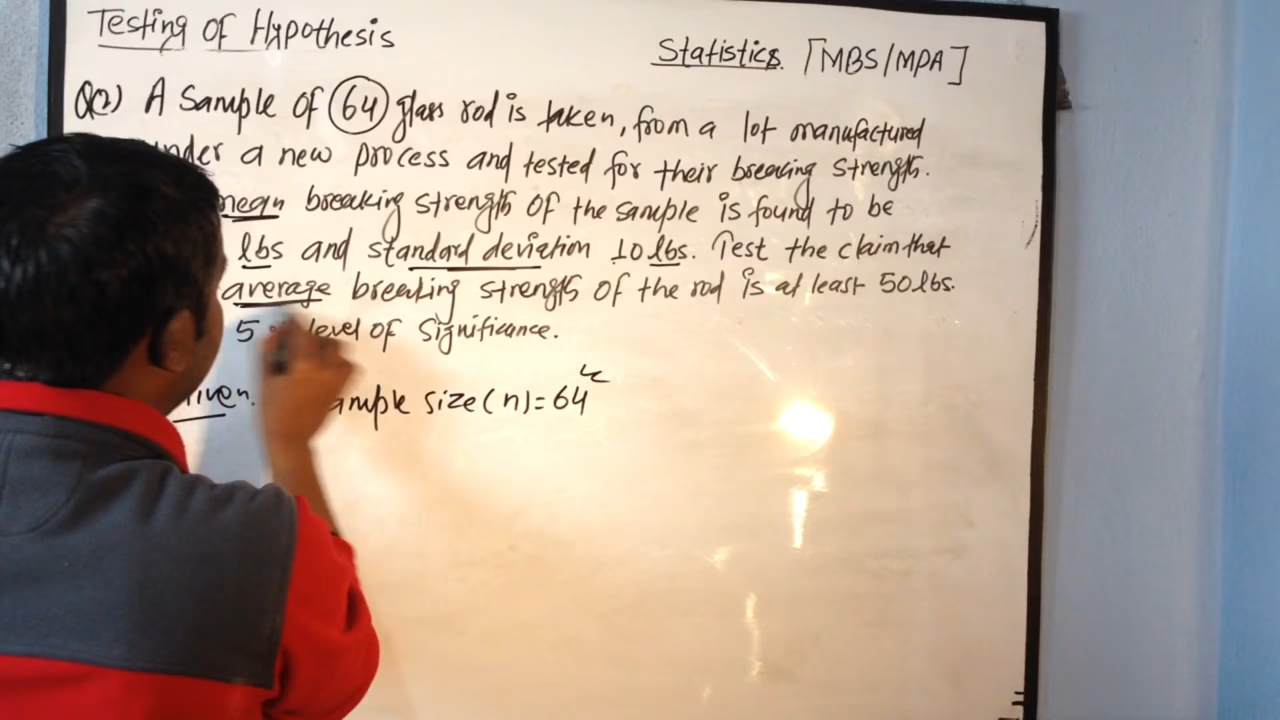 Testing of Hypothesis
Statistics [MBS/MPA]
Q2) A Sample of 64 glass rod is taken, from a lot manufactured
under a new process and tested for their breaking strength.
mean breaking strength of the sample is found to be
lbs and standard deviation 10 lbs. Test the claim that
average breaking strength of the rod is at least 50 lbs.
5 level of significance.
Given. Sample size (n) = 64